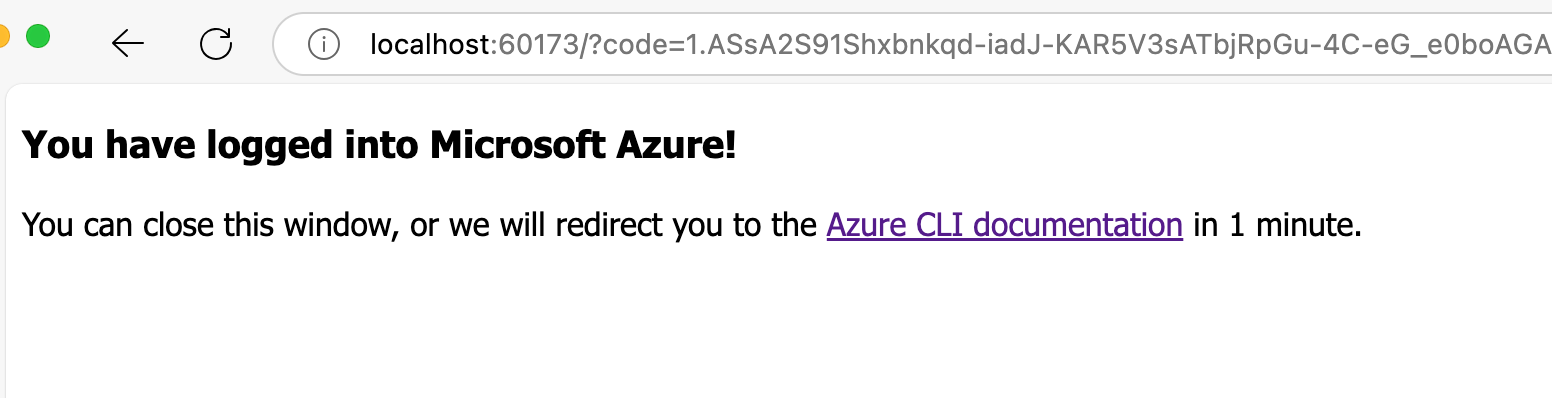 localhost:60173/?code=1.ASsA2S91Shxbnkqd-iadJ-KAR5V3sATbjRpGu-4C-eG_e0boAGA
You have logged into Microsoft Azure!
You can close this window, or we will redirect you to the Azure CLI documentation in 1 minute.